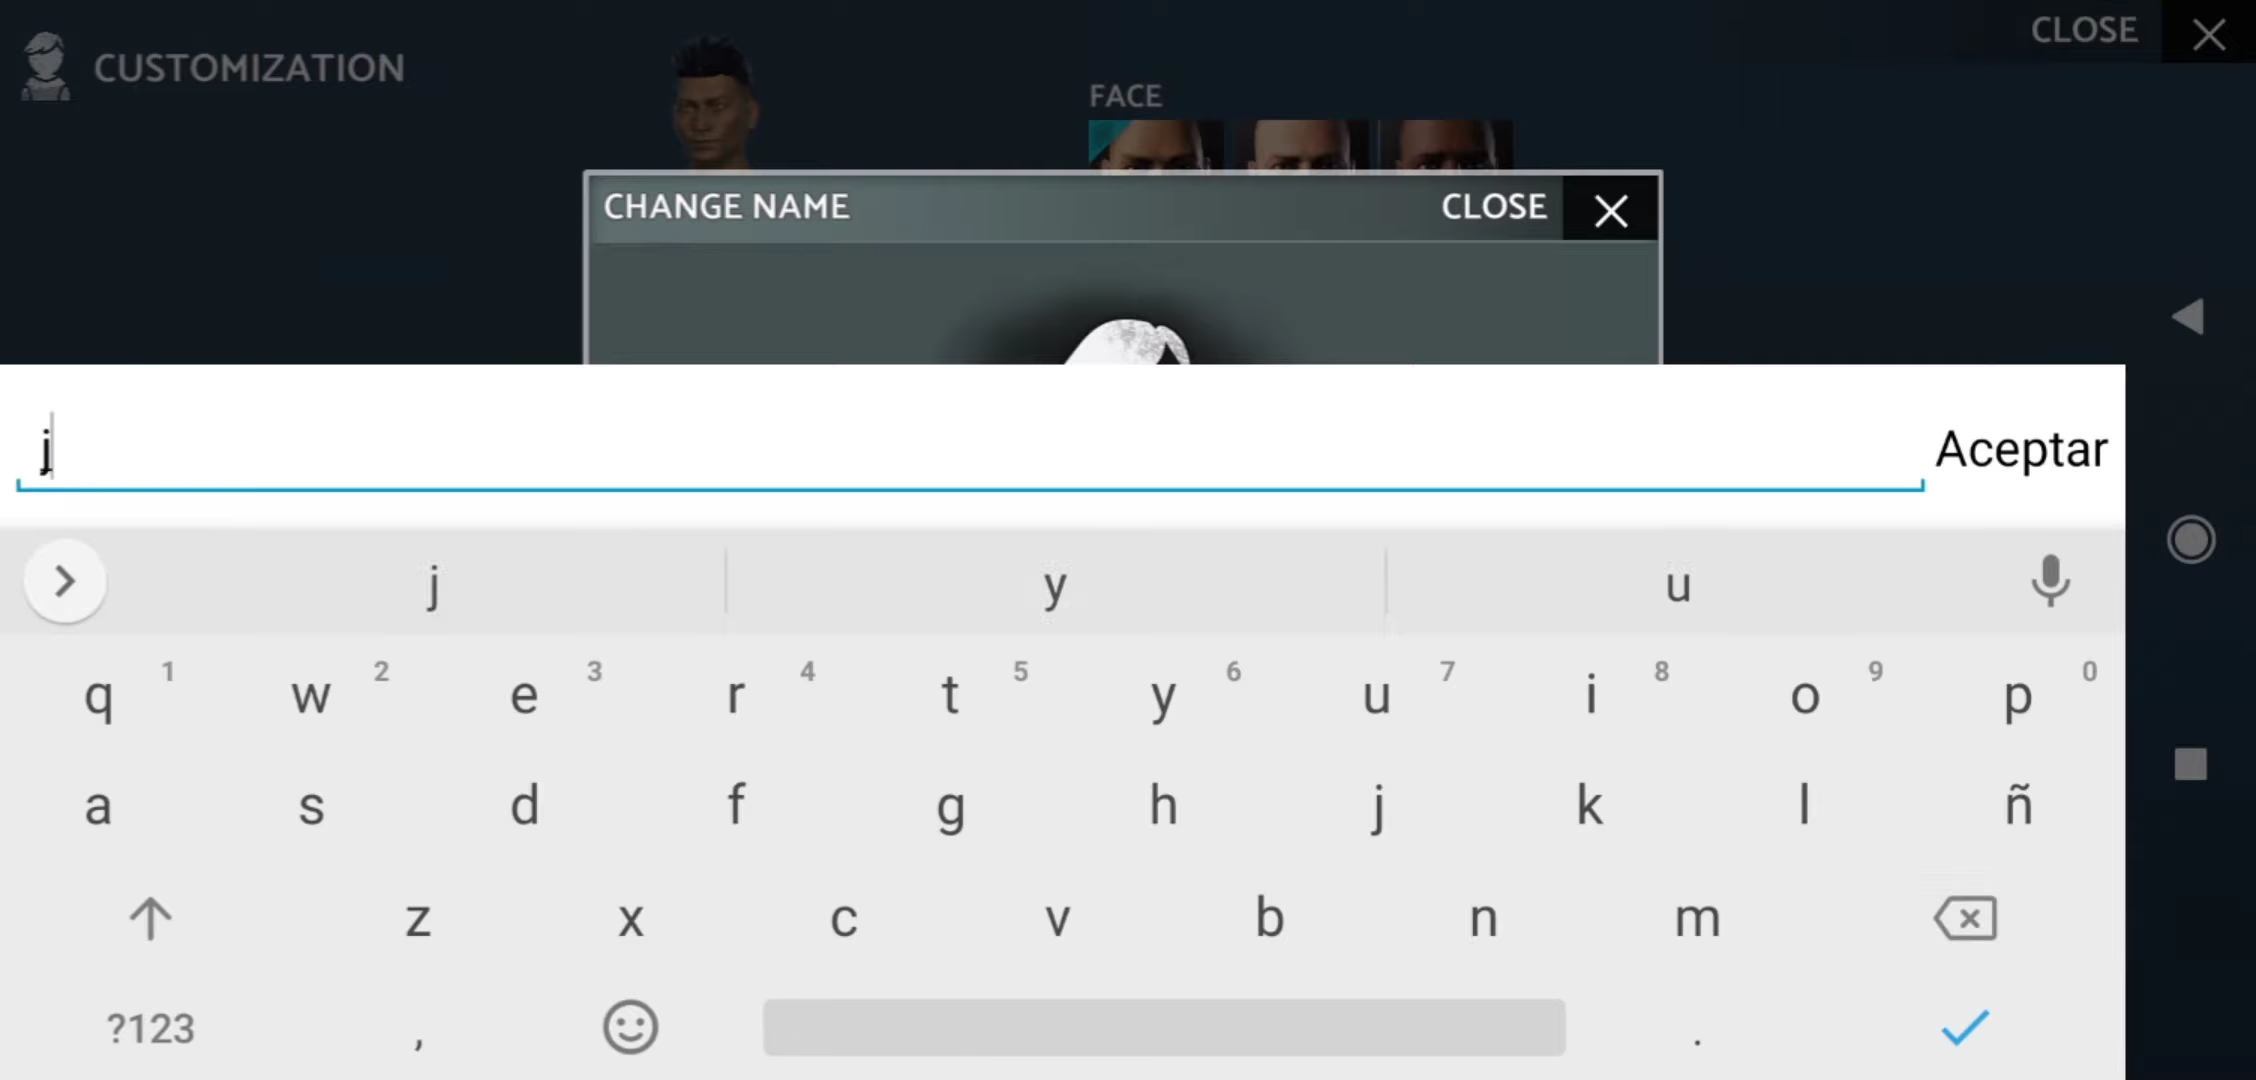 CUSTOMIZATION
CLOSE
FACE
CHANGE NAME
CLOSE
j
Aceptar
j y u
q 1 w 2 e 3 r 4 t 5 y 6 u 7 i 8 o 9 p 0
a s d f g h j k l ñ
z x c v b n m
?123 , .